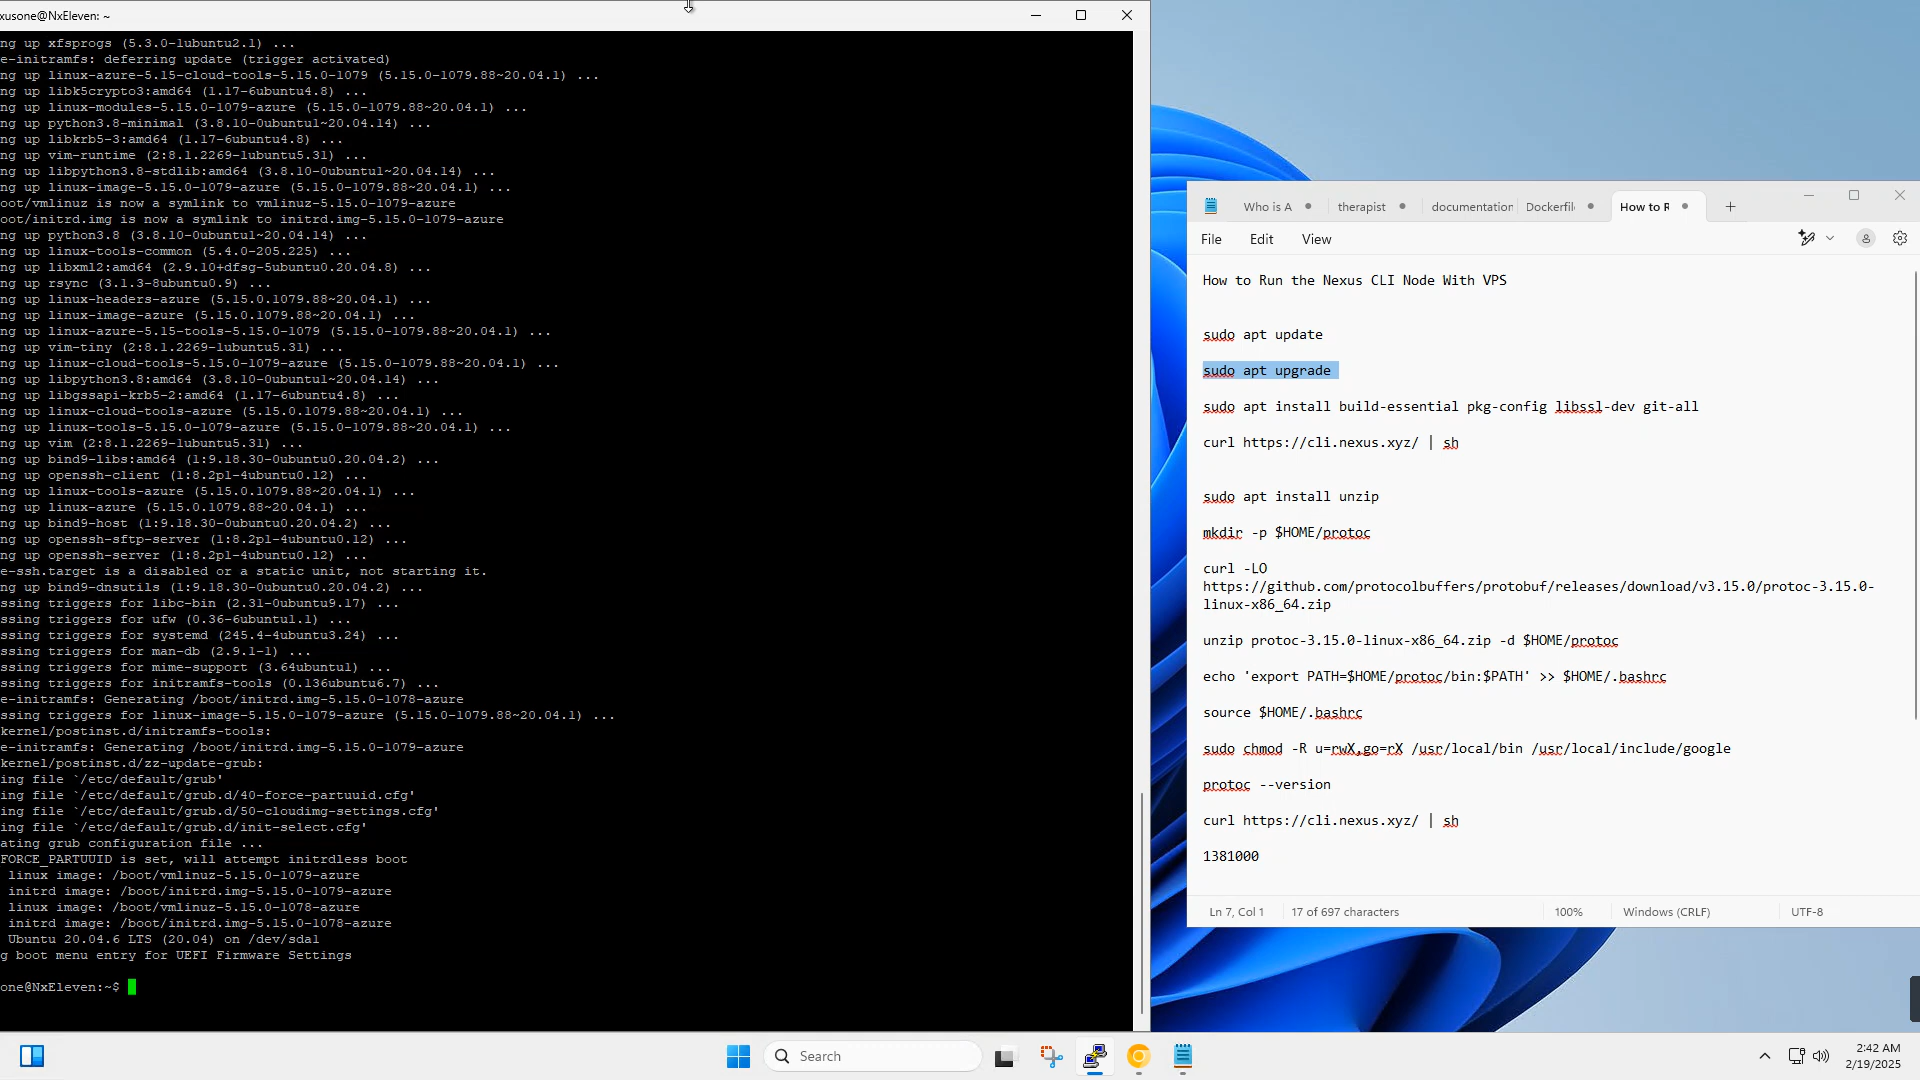 xusone@NxEleven: ~
ng up xfsprogs (5.3.0-1ubuntu2.1) ...
e-initramfs: deferring update (trigger activated)
ng up linux-azure-5.15-cloud-tools-5.15.0-1079 (5.15.0-1079.88~20.04.1) ...
ng up libk5crypto3:amd64 (1.17-6ubuntu4.8) ...
ng up linux-modules-5.15.0-1079-azure (5.15.0-1079.88~20.04.1) ...
ng up python3.8-minimal (3.8.10-0ubuntu1~20.04.14) ...
ng up libkrb5-3:amd64 (1.17-6ubuntu4.8) ...
ng up vim-runtime (2:8.1.2269-1ubuntu5.31) ...
ng up libpython3.8-stdlib:amd64 (3.8.10-0ubuntu1~20.04.14) ...
ng up linux-image-5.15.0-1079-azure (5.15.0-1079.88~20.04.1) ...
oot/vmlinuz is now a symlink to vmlinuz-5.15.0-1079-azure
oot/initrd.img is now a symlink to initrd.img-5.15.0-1079-azure
ng up python3.8 (3.8.10-0ubuntu1~20.04.14) ...
ng up linux-tools-common (5.4.0-205.225) ...
ng up libxml2:amd64 (2.9.10+dfsg-5ubuntu0.20.04.8) ...
ng up rsync (3.1.3-8ubuntu0.9) ...
ng up linux-headers-azure (5.15.0.1079.88~20.04.1) ...
ng up linux-image-azure (5.15.0.1079.88~20.04.1) ...
ng up linux-azure-5.15-tools-5.15.0-1079 (5.15.0-1079.88~20.04.1) ...
ng up vim-tiny (2:8.1.2269-1ubuntu5.31) ...
ng up linux-cloud-tools-5.15.0-1079-azure (5.15.0-1079.88~20.04.1) ...
ng up libpython3.8:amd64 (3.8.10-0ubuntu1~20.04.14) ...
ng up libgssapi-krb5-2:amd64 (1.17-6ubuntu4.8) ...
ng up linux-cloud-tools-azure (5.15.0.1079.88~20.04.1) ...
ng up linux-tools-5.15.0-1079-azure (5.15.0-1079.88~20.04.1) ...
ng up vim (2:8.1.2269-1ubuntu5.31) ...
ng up bind9-libs:amd64 (1:9.18.30-0ubuntu0.20.04.2) ...
ng up openssh-client (1:8.2p1-4ubuntu0.12) ...
ng up linux-tools-azure (5.15.0.1079.88~20.04.1) ...
ng up linux-azure (5.15.0.1079.88~20.04.1) ...
ng up bind9-host (1:9.18.30-0ubuntu0.20.04.2) ...
ng up openssh-sftp-server (1:8.2p1-4ubuntu0.12) ...
ng up openssh-server (1:8.2p1-4ubuntu0.12) ...
e-ssh.target is a disabled or a static unit, not starting it.
ng up bind9-dnsutils (1:9.18.30-0ubuntu0.20.04.2) ...
ssing triggers for libc-bin (2.31-0ubuntu9.17) ...
ssing triggers for ufw (0.36-6ubuntu1.1) ...
ssing triggers for systemd (245.4-4ubuntu3.24) ...
ssing triggers for man-db (2.9.1-1) ...
ssing triggers for mime-support (3.64ubuntu1) ...
ssing triggers for initramfs-tools (0.136ubuntu6.7) ...
e-initramfs: Generating /boot/initrd.img-5.15.0-1078-azure
ssing triggers for linux-image-5.15.0-1079-azure (5.15.0-1079.88~20.04.1) ...
kernel/postinst.d/initramfs-tools:
e-initramfs: Generating /boot/initrd.img-5.15.0-1079-azure
kernel/postinst.d/zz-update-grub:
ing file `/etc/default/grub'
ing file `/etc/default/grub.d/40-force-partuuid.cfg'
ing file `/etc/default/grub.d/50-cloudimg-settings.cfg'
ing file `/etc/default/grub.d/init-select.cfg'
ating grub configuration file ...
FORCE_PARTUUID is set, will attempt initrdless boot
linux image: /boot/vmlinuz-5.15.0-1079-azure
initrd image: /boot/initrd.img-5.15.0-1079-azure
linux image: /boot/vmlinuz-5.15.0-1078-azure
initrd image: /boot/initrd.img-5.15.0-1078-azure
Ubuntu 20.04.6 LTS (20.04) on /dev/sda1
g boot menu entry for UEFI Firmware Settings
one@NxEleven:~$
Who is A
therapist
documentation
Dockerfil
How to R
File Edit View
How to Run the Nexus CLI Node With VPS
sudo apt update
sudo apt upgrade
sudo apt install build-essential pkg-config libssl-dev git-all
curl https://cli.nexus.xyz/ | sh
sudo apt install unzip
mkdir -p $HOME/protoc
curl -LO
https://github.com/protocolbuffers/protobuf/releases/download/v3.15.0/protoc-3.15.0-
linux-x86_64.zip
unzip protoc-3.15.0-linux-x86_64.zip -d $HOME/protoc
echo 'export PATH=$HOME/protoc/bin:$PATH' >> $HOME/.bashrc
source $HOME/.bashrc
sudo chmod -R u=rwX,go=rX /usr/local/bin /usr/local/include/google
protoc --version
curl https://cli.nexus.xyz/ | sh
1381000
Ln 7, Col 1
17 of 697 characters
100%
Windows (CRLF)
UTF-8
Search
2:42 AM
2/19/2025